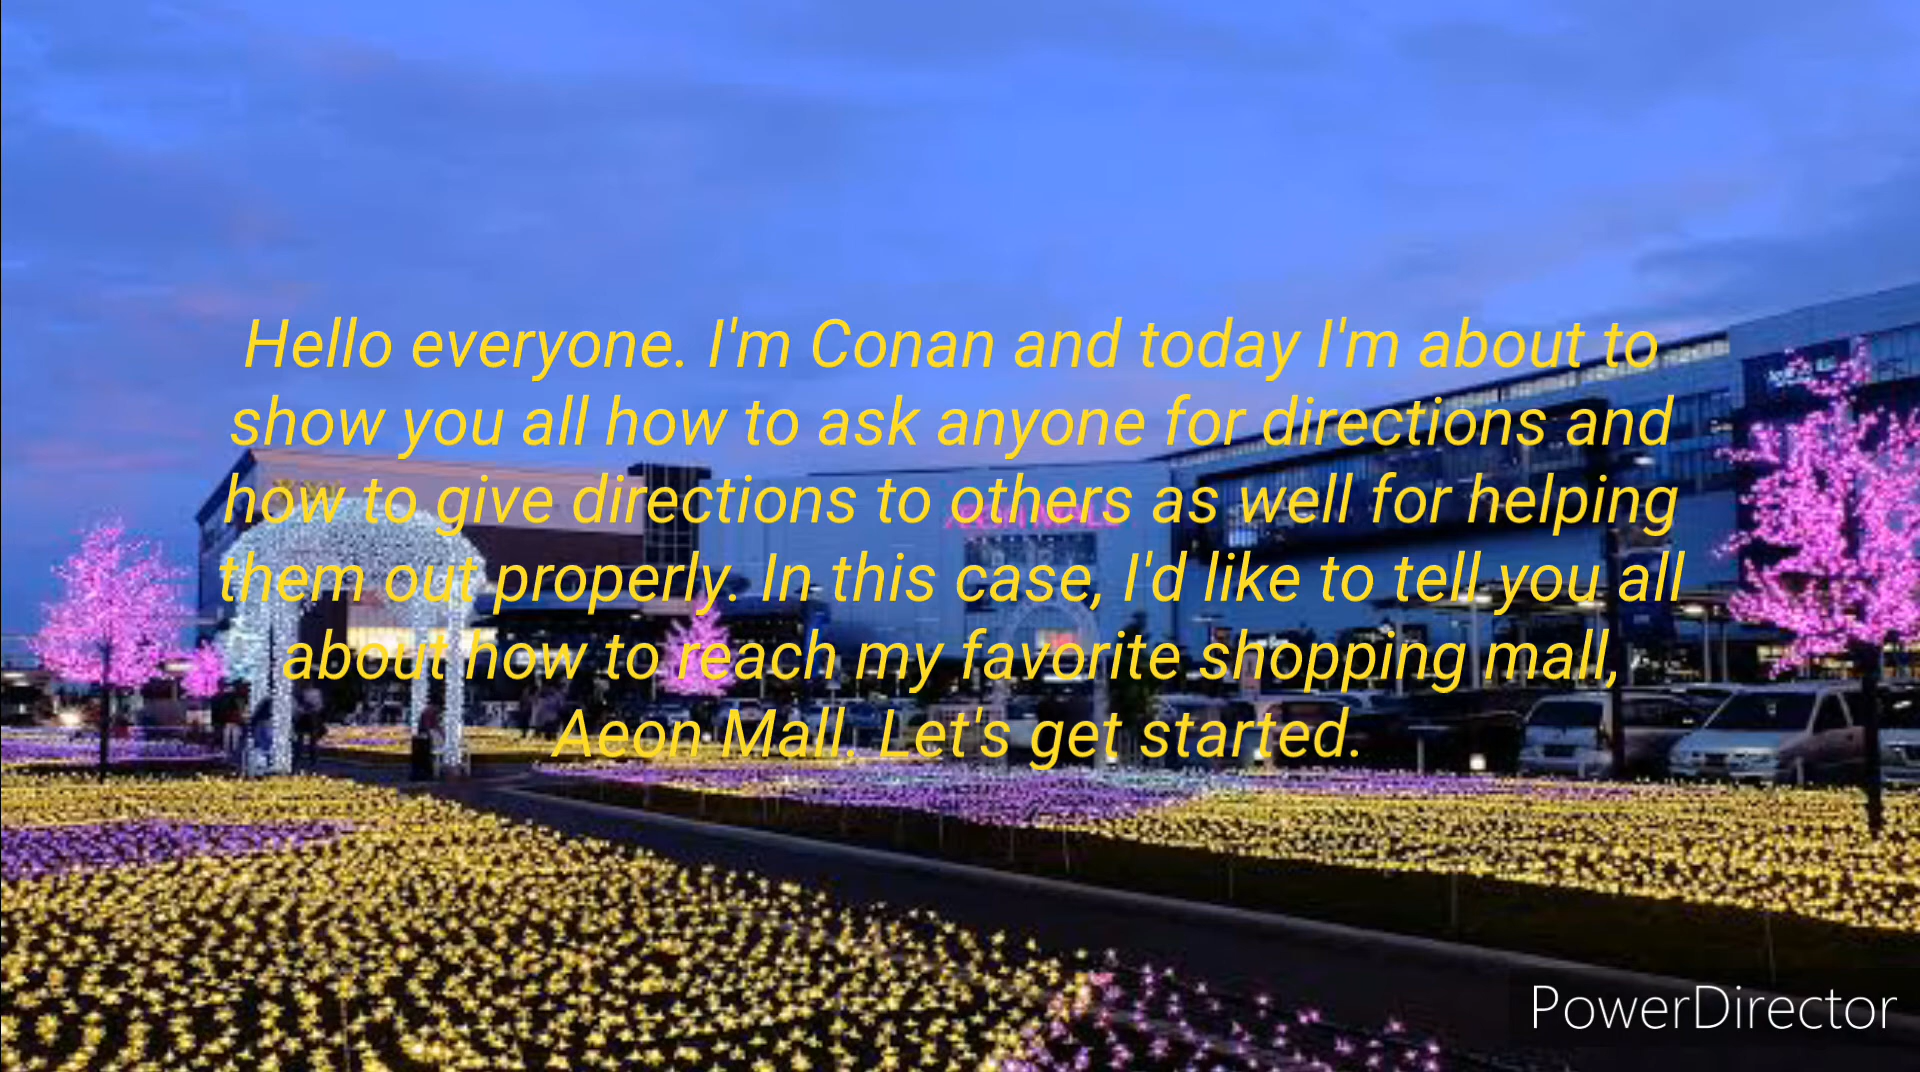 Hello everyone. I'm Conan and today I'm about to
show you all how to ask anyone for directions and
how to give directions to others as well for helping
them out properly. In this case, I'd like to tell you all
about how to reach my favorite shopping mall,
Aeon Mall. Let's get started.
PowerDirector